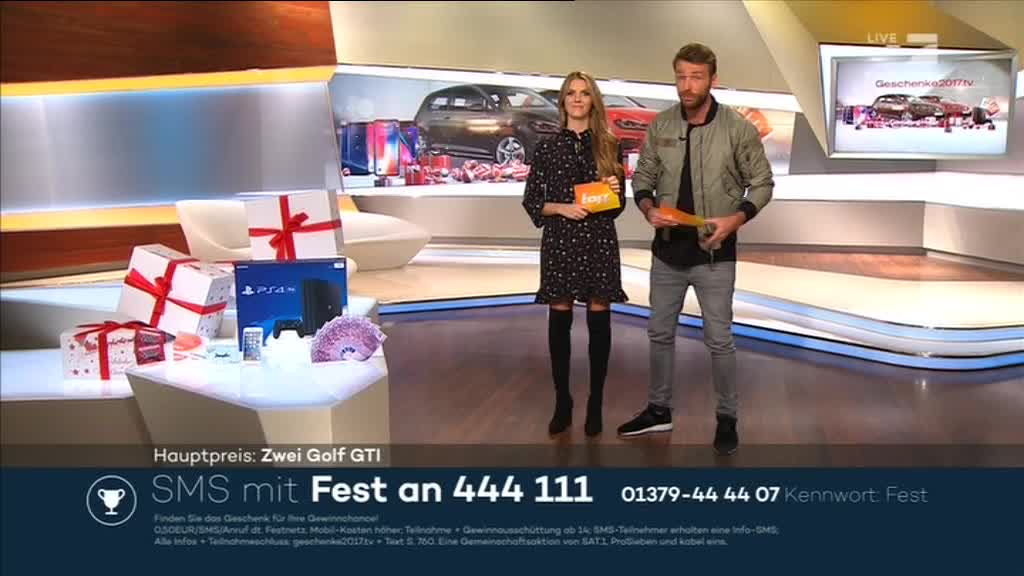 LIVE
Geschenke2017.tv
taff
PS4 PRO
Hauptpreis: Zwei Golf GTI
SMS mit Fest an 444 111 01379-44 44 07 Kennwort: Fest
Finden Sie das Geschenk für Ihre Gewinnchance!
0,50EUR/SMS/Anruf dt. Festnetz, Mobil-Kosten höher; Teilnahme + Gewinnausschüttung ab 14; SMS-Teilnehmer erhalten eine Info-SMS;
Alle Infos + Teilnahmeschluss: geschenke2017.tv + Text S. 760. Eine Gemeinschaftsaktion von SAT.1, ProSieben und kabel eins.